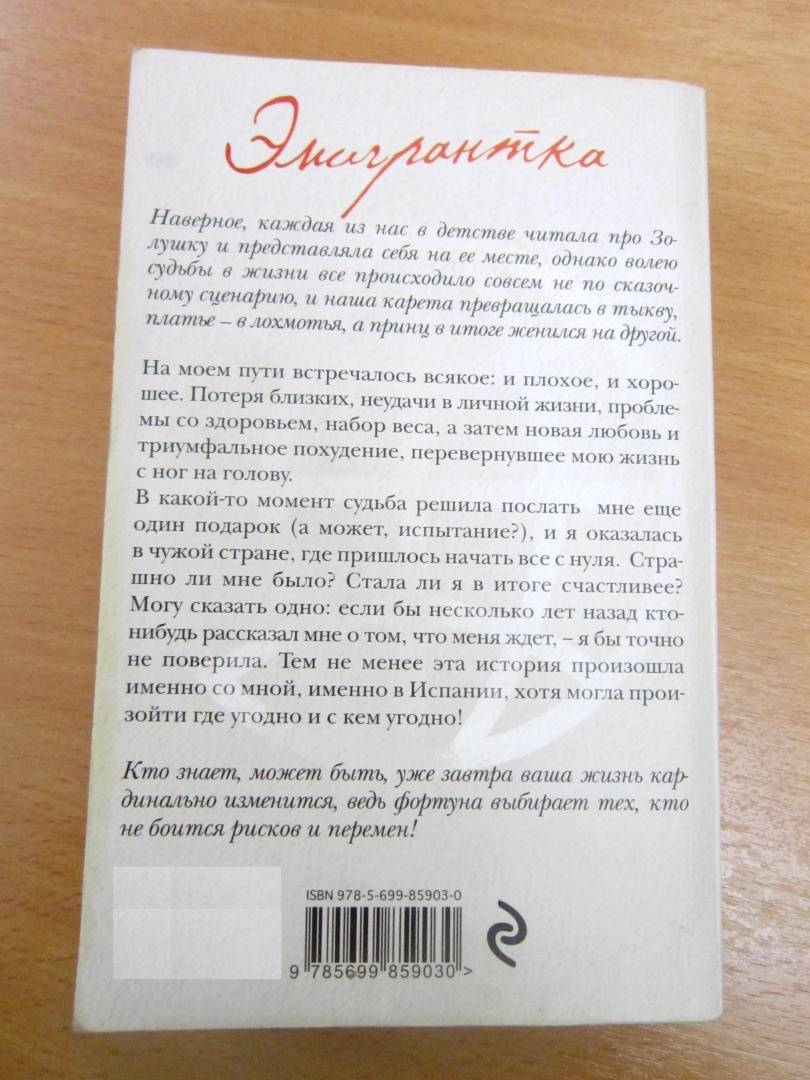 Эмигрантка
Наверное, каждая из нас в детстве читала про Зо-
лушку и представляла себя на ее месте, однако волею
судьбы в жизни все происходило совсем не по сказоч-
ному сценарию, и наша карета превращалась в тыкву,
платье – в лохмотья, а принц в итоге женился на другой.
На моем пути встречалось всякое: и плохое, и хоро-
шее. Потеря близких, неудачи в личной жизни, пробле-
мы со здоровьем, набор веса, а затем новая любовь и
триумфальное похудение, перевернувшее мою жизнь
с ног на голову.
В какой-то момент судьба решила послать мне еще
один подарок (а может, испытание?), и я оказалась
в чужой стране, где пришлось начать все с нуля. Стра-
шно ли мне было? Стала ли я в итоге счастливее?
Могу сказать одно: если бы несколько лет назад кто-
нибудь рассказал мне о том, что меня ждет, – я бы точно
не поверила. Тем не менее эта история произошла
именно со мной, именно в Испании, хотя могла прои-
зойти где угодно и с кем угодно!
Кто знает, может быть, уже завтра ваша жизнь кар-
динально изменится, ведь фортуна выбирает тех, кто
не боится рисков и перемен!
ISBN 978-5-699-85903-0
9 785699 859030 >